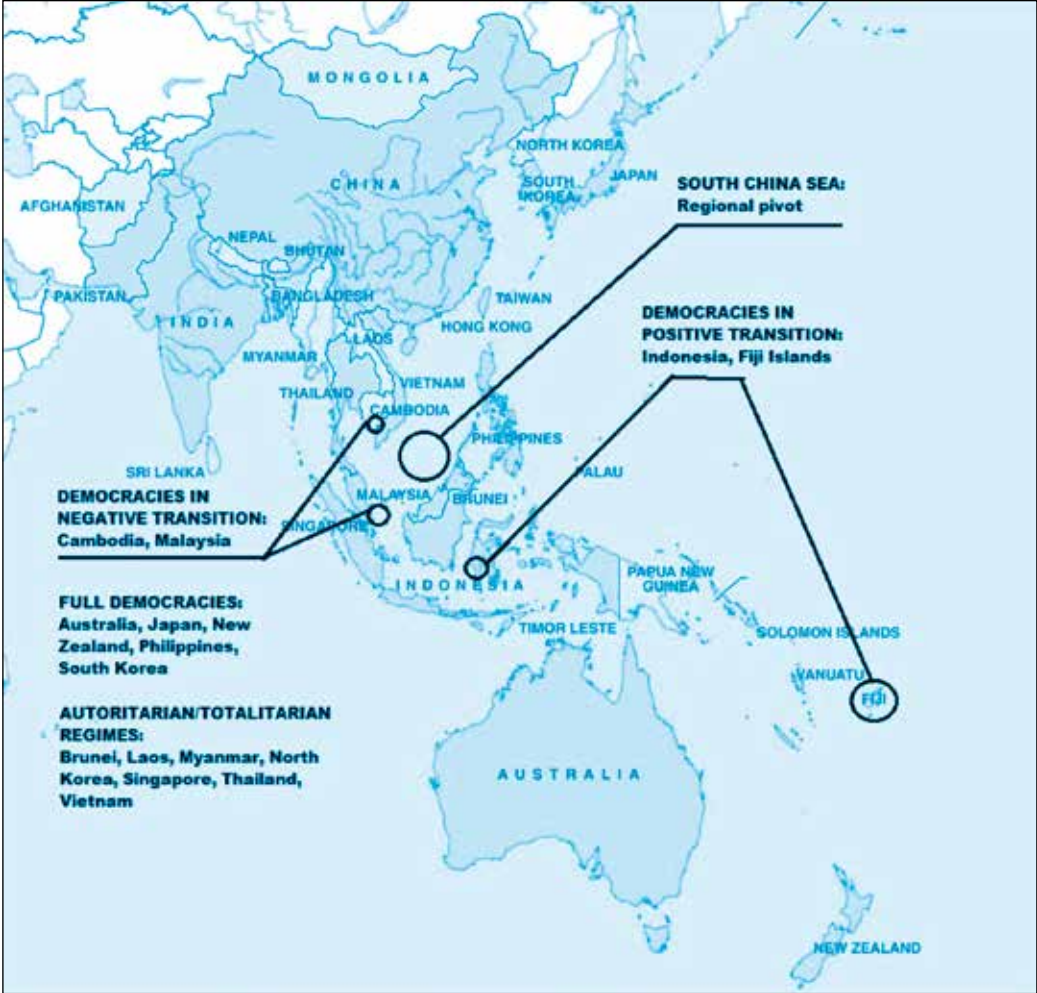 MONGOLIA
NORTH KOREA
CHINA
SOUTH
KOREA
JAPAN
SOUTH CHINA SEA:
Regional pivot
AFGHANISTAN
NEPAL
BHUTAN
PAKISTAN
BANGLADESH
TAIWAN
INDIA
HONG KONG
DEMOCRACIES IN
POSITIVE TRANSITION:
Indonesia, Fiji Islands
LAOS
MYANMAR
THAILAND
VIETNAM
CAMBODIA
PHILIPPINES
SRI LANKA
PALAU
MALAYSIA
BRUNEI
DEMOCRACIES IN
NEGATIVE TRANSITION:
Cambodia, Malaysia
SINGAPORE
INDONESIA
PAPUA NEW
GUINEA
FULL DEMOCRACIES:
Australia, Japan, New
Zealand, Philippines,
South Korea
TIMOR LESTE
SOLOMON ISLANDS
VANUATU
FIJI
AUTORITARIAN/TOTALITARIAN
REGIMES:
Brunei, Laos, Myanmar, North
Korea, Singapore, Thailand,
Vietnam
AUSTRALIA
NEW ZEALAND